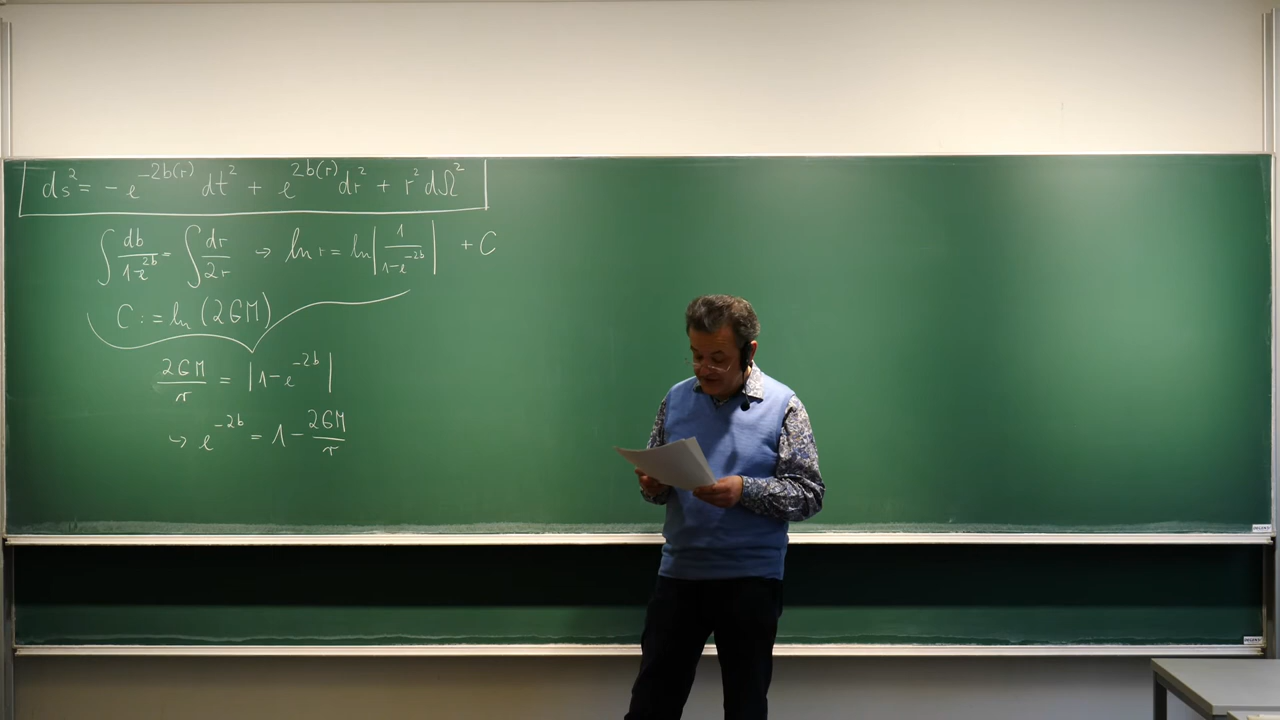 ds² = -e^{-2b(r)} dt² + e^{2b(r)} dr² + r² dΩ²
∫ db/(1-e^{2b}) = ∫ dr/(2r) → ln r = ln|1/(1-e^{-2b})| + C
C := ln (2GM)
2GM/r = |1-e^{-2b}|
↪ e^{-2b} = 1 - 2GM/r